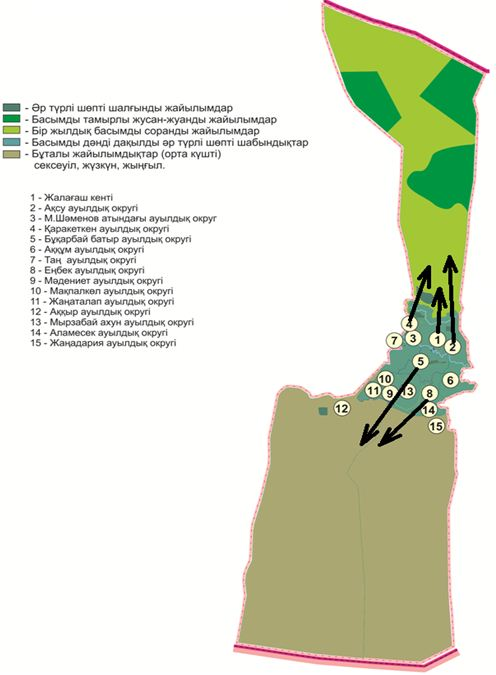 - Әр түрлі шөпті шалғынды жайылымдар
- Басымды тамырлы жусан-жуанды жайылымдар
- Бір жылдық басымды соранды жайылымдар
- Басымды дәнді дақылды әр түрлі шөпті шабындықтар
- Бұталы жайылымдықтар (орта күшті)
сексеуіл, жүзкүн, жыңғыл.
1 - Жалағаш кенті
2 - Ақсу ауылдық округі
3 - М.Шәменов атындағы ауылдық округ
4 - Қаракеткен ауылдық округі
5 - Бұқарбай батыр ауылдық округі
6 - Аққұм ауылдық округі
7 - Таң ауылдық округі
8 - Еңбек ауылдық округі
9 - Мәдениет ауылдық округі
10 - Мақпалкөл ауылдық округі
11 - Жаңаталап ауылдық округі
12 - Аққыр ауылдық округі
13 - Мырзабай ахун ауылдық округі
14 - Аламесек ауылдық округі
15 - Жаңадария ауылдық округі
4
7
3
1
2
5
10
6
11
9
13
8
12
14
15